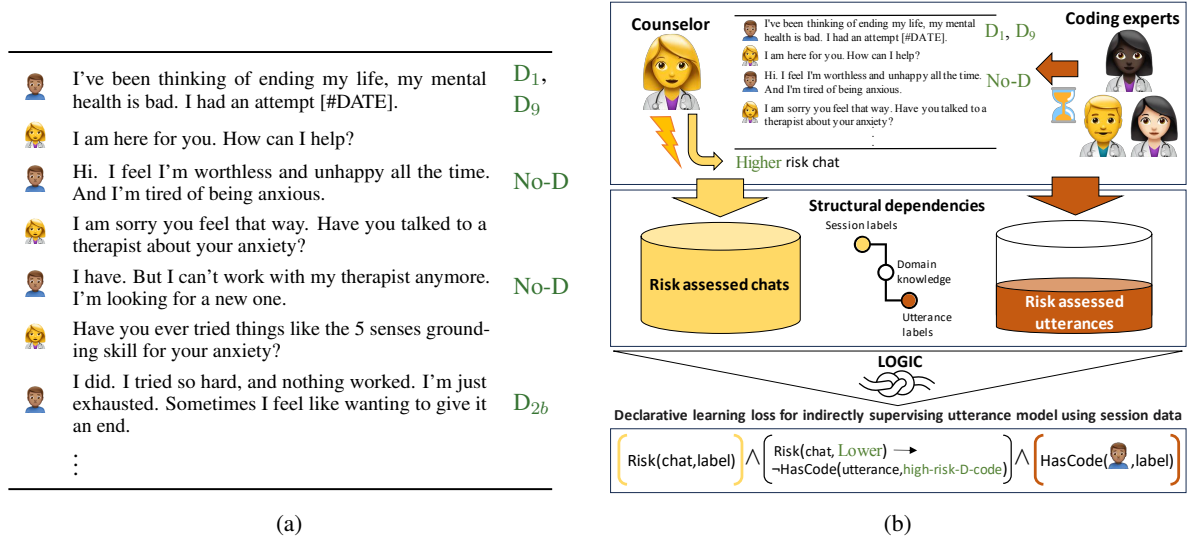 I've been thinking of ending my life, my mental
health is bad. I had an attempt [#DATE].
D1,
D9
I am here for you. How can I help?
Hi. I feel I'm worthless and unhappy all the time.
And I'm tired of being anxious.
No-D
I am sorry you feel that way. Have you talked to a
therapist about your anxiety?
I have. But I can't work with my therapist anymore.
I'm looking for a new one.
No-D
Have you ever tried things like the 5 senses ground-
ing skill for your anxiety?
I did. I tried so hard, and nothing worked. I'm just
exhausted. Sometimes I feel like wanting to give it
an end.
D2b
⋮
(a)
Counselor
I've been thinking of ending my life, my mental
health is bad. I had an attempt [#DATE].
D1, D9
I am here for you. How can I help?
Hi. I feel I'm worthless and unhappy all the time.
And I'm tired of being anxious.
No-D
I am sorry you feel that way. Have you talked to a
therapist about your anxiety?
:
Coding experts
Higher risk chat
Structural dependencies
Session labels
Domain
knowledge
Utterance
labels
Risk assessed chats
Risk assessed
utterances
LOGIC
Declarative learning loss for indirectly supervising utterance model using session data
Risk(chat,label) ∧ (Risk(chat, Lower) →
¬HasCode(utterance,high-risk-D-code)) ∧ HasCode(👨🏽,label)
(b)